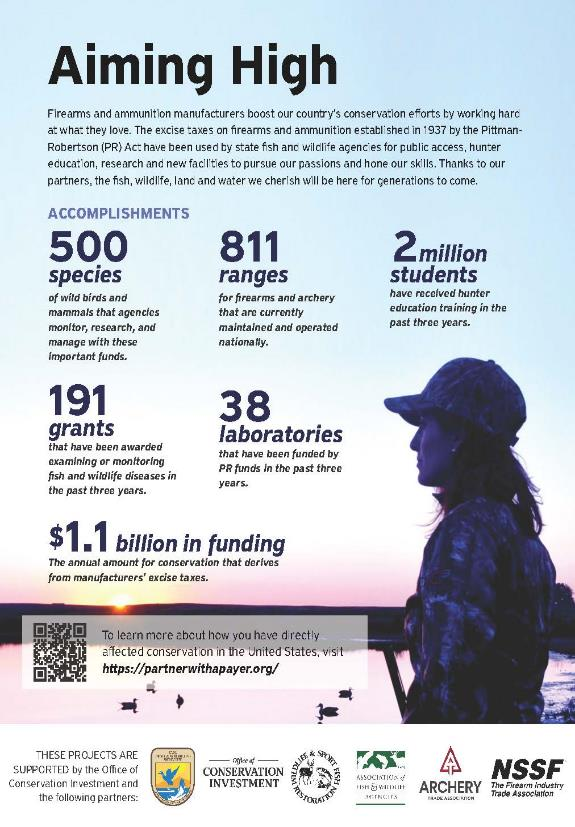 Aiming High
Firearms and ammunition manufacturers boost our country's conservation efforts by working hard
at what they love. The excise taxes on firearms and ammunition established in 1937 by the Pittman-
Robertson (PR) Act have been used by state fish and wildlife agencies for public access, hunter
education, research and new facilities to pursue our passions and hone our skills. Thanks to our
partners, the fish, wildlife, land and water we cherish will be here for generations to come.
ACCOMPLISHMENTS
500
species
of wild birds and
mammals that agencies
monitor, research, and
manage with these
important funds.
811
ranges
for firearms and archery
that are currently
maintained and operated
nationally.
2 million
students
have received hunter
education training in the
past three years.
191
grants
that have been awarded
examining or monitoring
fish and wildlife diseases in
the past three years.
38
laboratories
that have been funded by
PR funds in the past three
years.
$1.1 billion in funding
The annual amount for conservation that derives
from manufacturers' excise taxes.
To learn more about how you have directly
affected conservation in the United States, visit
https://partnerwithapayer.org/
THESE PROJECTS ARE
SUPPORTED by the Office of
Conservation Investment and
the following partners:
Office of
CONSERVATION
INVESTMENT
WILDLIFE & SPORT FISH
RESTORATION
ASSOCIATION of
FISH & WILDLIFE
AGENCIES
ARCHERY
TRADE ASSOCIATION
NSSF
The Firearm Industry
Trade Association